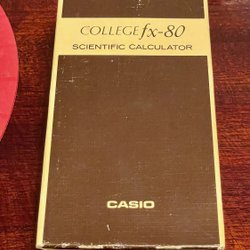 COLLEGE fx-80
SCIENTIFIC CALCULATOR
CASIO